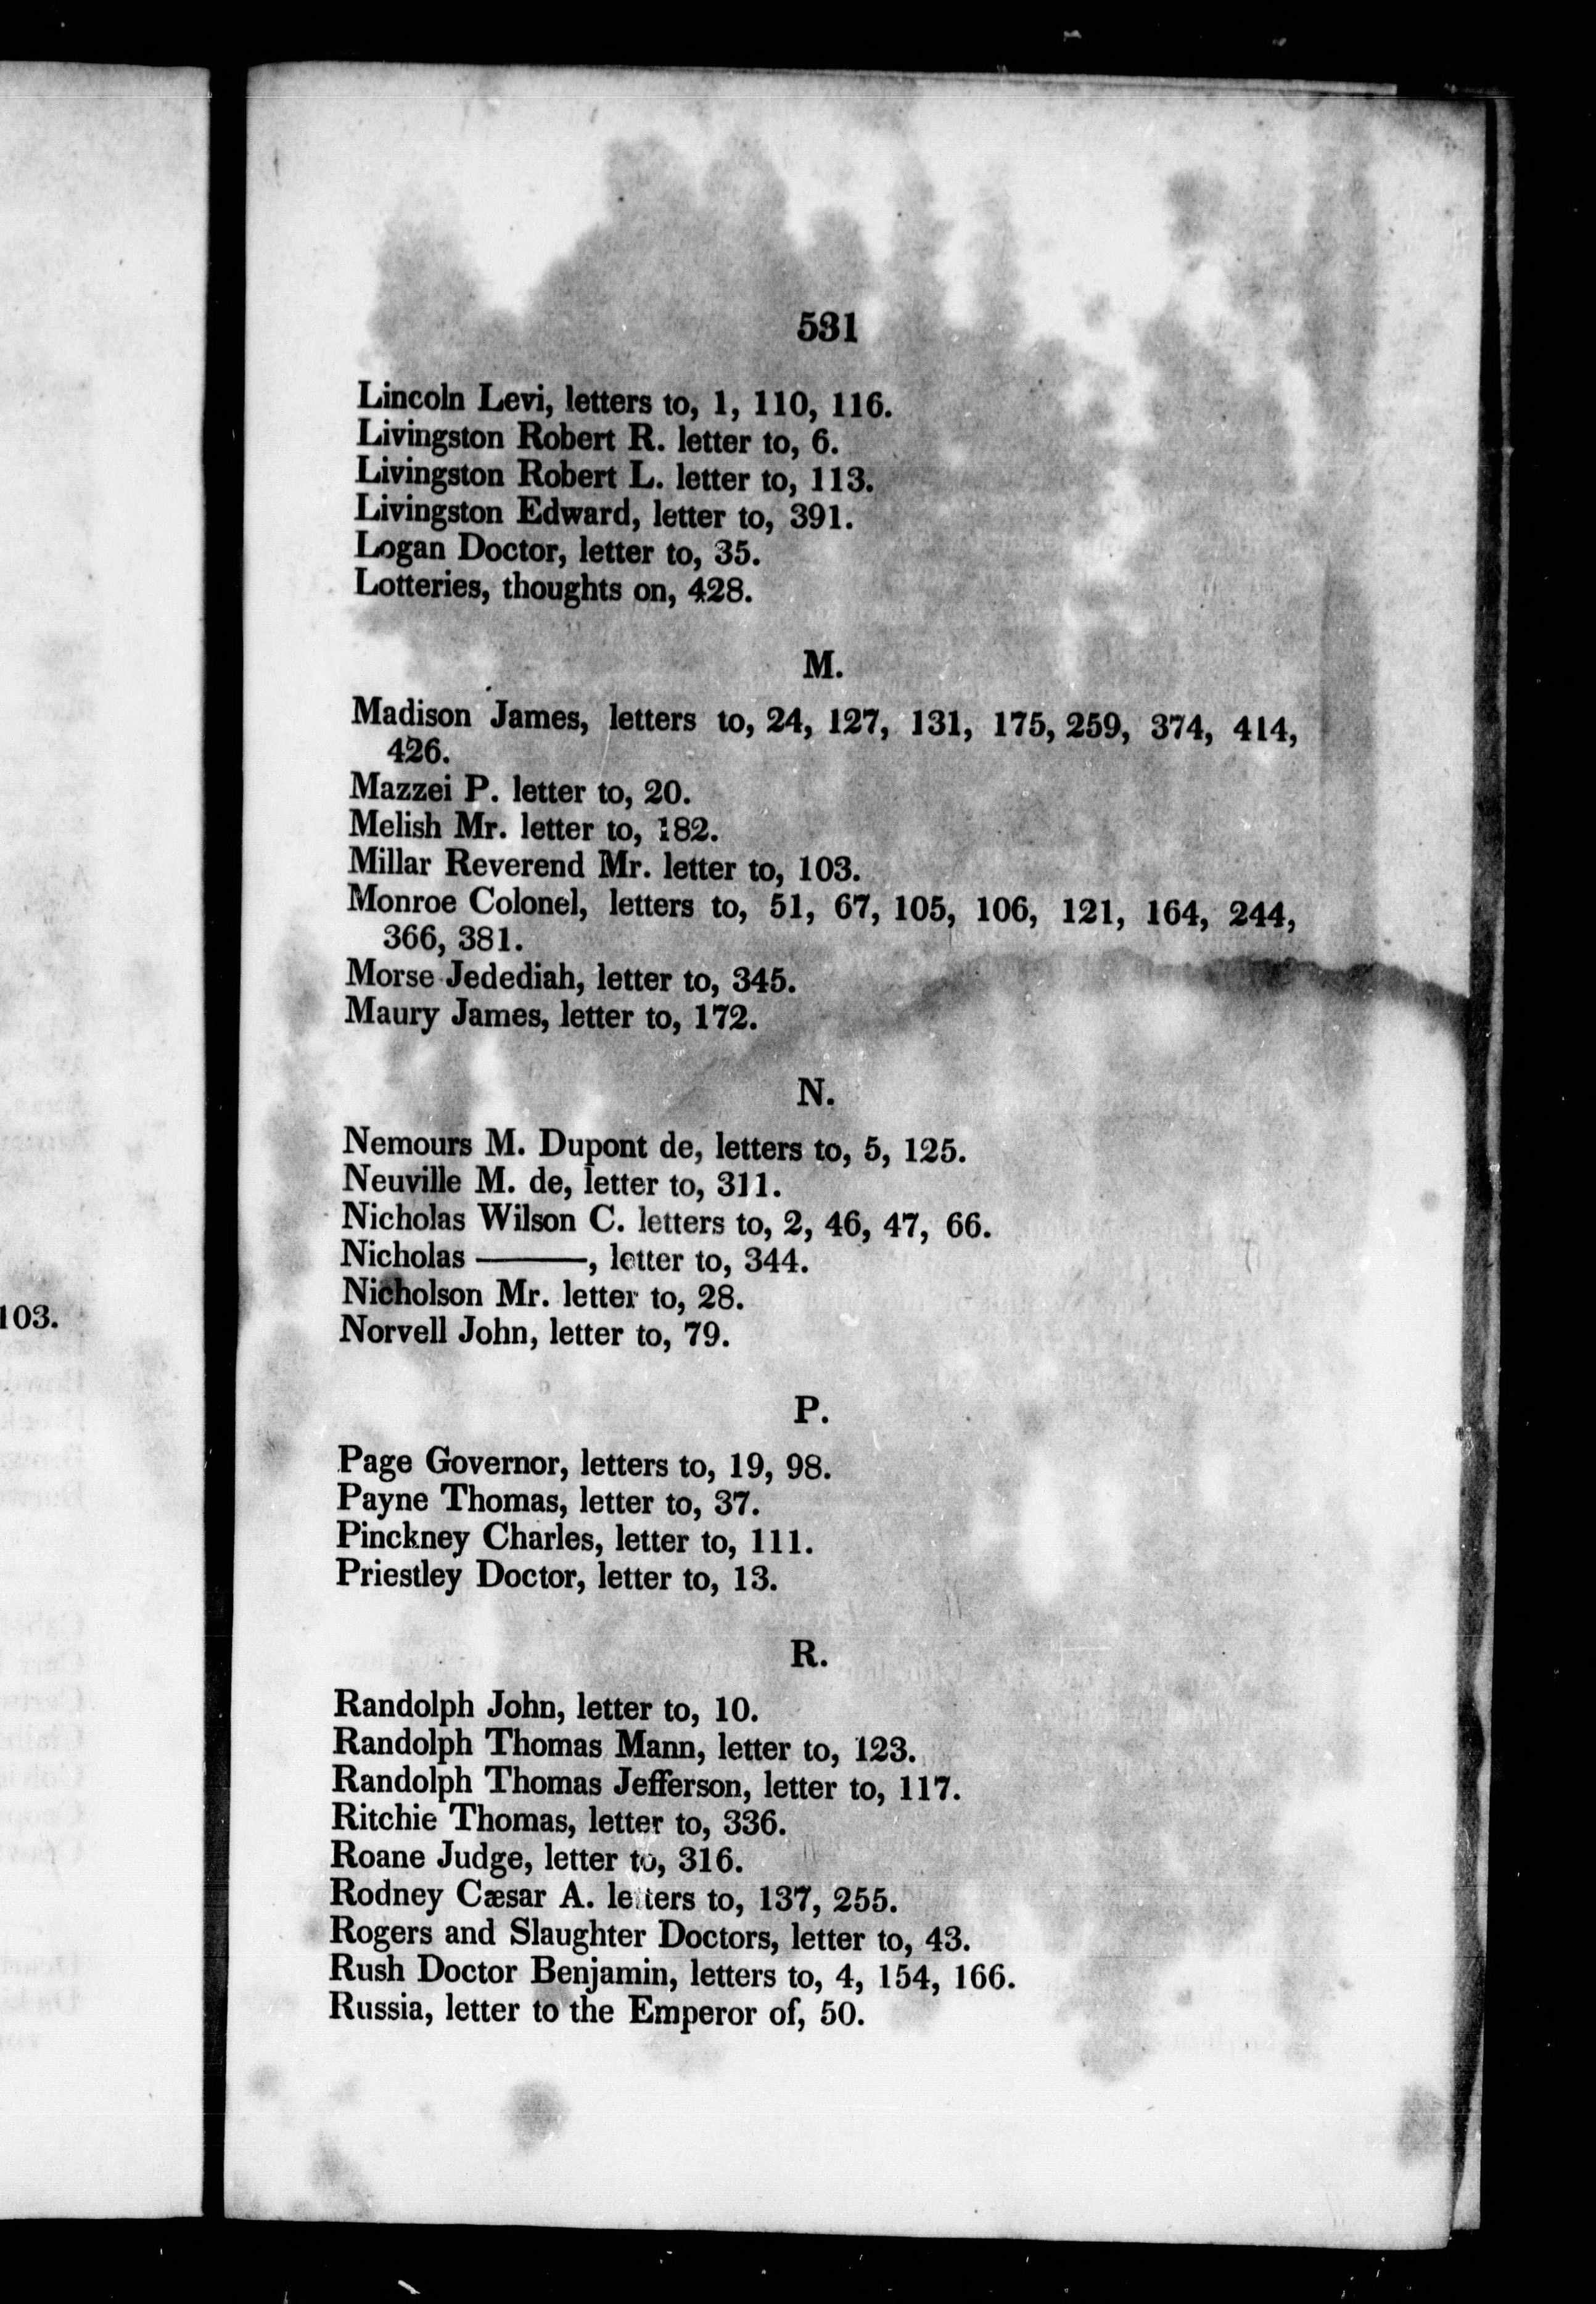 103.
531
Lincoln Levi, letters to, 1, 110, 116.
Livingston Robert R. letter to, 6.
Livingston Robert L. letter to, 113.
Livingston Edward, letter to, 391.
Logan Doctor, letter to, 35.
Lotteries, thoughts on, 428.
M.
Madison James, letters to, 24, 127, 131, 175, 259, 374, 414,
426.
Mazzei P. letter to, 20.
Melish Mr. letter to, 182.
Millar Reverend Mr. letter to, 103.
Monroe Colonel, letters to, 51, 67, 105, 106, 121, 164, 244,
366, 381.
Morse Jedediah, letter to, 345.
Maury James, letter to, 172.
N.
Nemours M. Dupont de, letters to, 5, 125.
Neuville M. de, letter to, 311.
Nicholas Wilson C. letters to, 2, 46, 47, 66.
Nicholas ———, letter to, 344.
Nicholson Mr. letter to, 28.
Norvell John, letter to, 79.
P.
Page Governor, letters to, 19, 98.
Payne Thomas, letter to, 37.
Pinckney Charles, letter to, 111.
Priestley Doctor, letter to, 13.
R.
Randolph John, letter to, 10.
Randolph Thomas Mann, letter to, 123.
Randolph Thomas Jefferson, letter to, 117.
Ritchie Thomas, letter to, 336.
Roane Judge, letter to, 316.
Rodney Cæsar A. letters to, 137, 255.
Rogers and Slaughter Doctors, letter to, 43.
Rush Doctor Benjamin, letters to, 4, 154, 166.
Russia, letter to the Emperor of, 50.